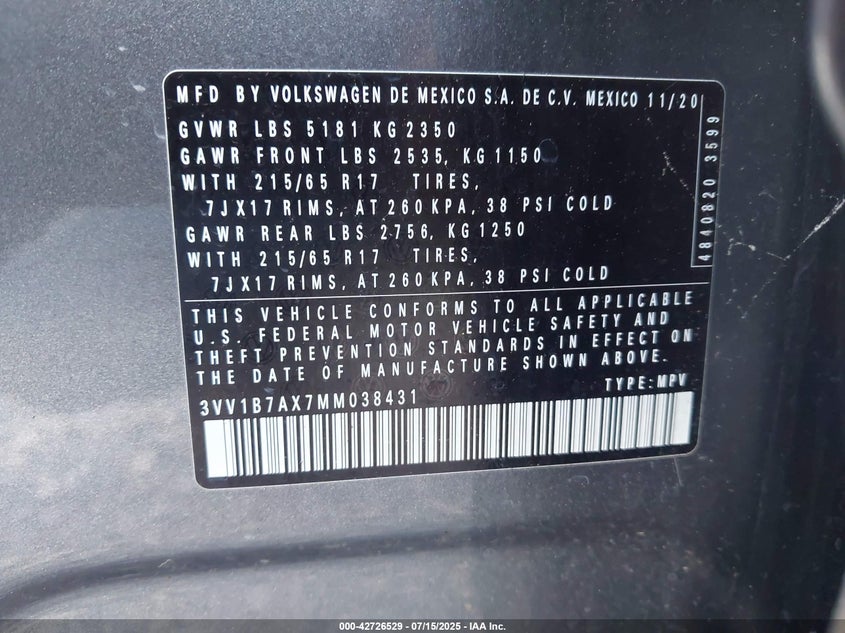 MFD BY VOLKSWAGEN DE MEXICO S.A. DE C.V. MEXICO 11/20
GVWR LBS 5181 KG 2350
GAWR FRONT LBS 2535, KG 1150
WITH 215/65 R17 TIRES,
7JX17 RIMS, AT 260 KPA, 38 PSI COLD
GAWR REAR LBS 2756, KG 1250
WITH 215/65 R17 TIRES,
7JX17 RIMS, AT 260 KPA, 38 PSI COLD
4840820 3599
THIS VEHICLE CONFORMS TO ALL APPLICABLE
U.S. FEDERAL MOTOR VEHICLE SAFETY AND
THEFT PREVENTION STANDARDS IN EFFECT ON
THE DATE OF MANUFACTURE SHOWN ABOVE.
TYPE: MPV
3VV1B7AX7MM038431
000-42726529 - 07/15/2025 - IAA Inc.